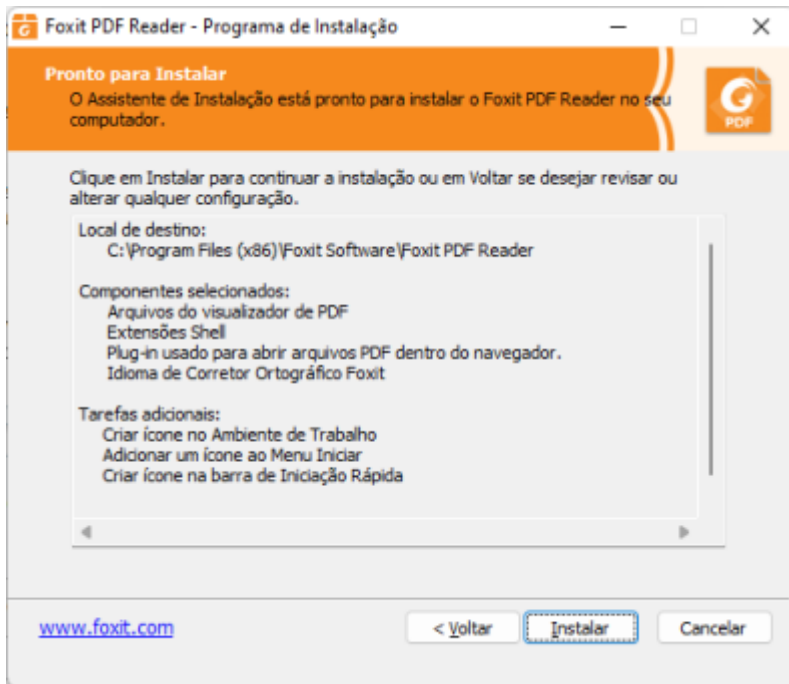 Foxit PDF Reader - Programa de Instalação
Pronto para Instalar
O Assistente de Instalação está pronto para instalar o Foxit PDF Reader no seu
computador.
PDF
Clique em Instalar para continuar a instalação ou em Voltar se desejar revisar ou
alterar qualquer configuração.
Local de destino:
C:\Program Files (x86)\Foxit Software\Foxit PDF Reader
Componentes selecionados:
Arquivos do visualizador de PDF
Extensões Shell
Plug-in usado para abrir arquivos PDF dentro do navegador.
Idioma de Corretor Ortográfico Foxit
Tarefas adicionais:
Criar ícone no Ambiente de Trabalho
Adicionar um ícone ao Menu Iniciar
Criar ícone na barra de Iniciação Rápida
www.foxit.com
< Voltar
Instalar
Cancelar